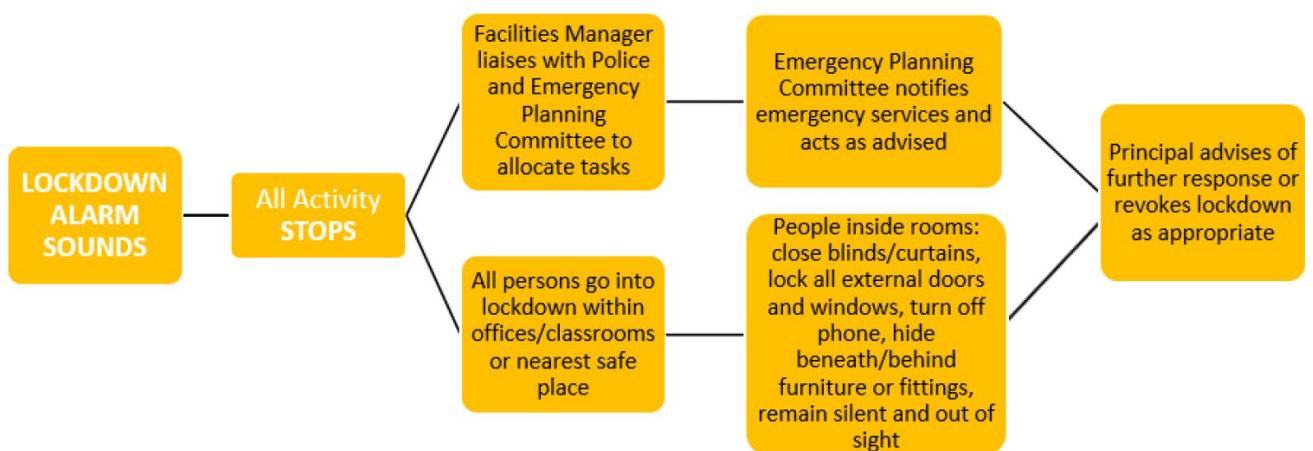 LOCKDOWN
ALARM
SOUNDS
All Activity
STOPS
Facilities Manager
liaises with Police
and Emergency
Planning
Committee to
allocate tasks
Emergency Planning
Committee notifies
emergency services and
acts as advised
All persons go into
lockdown within
offices/classrooms
or nearest safe
place
People inside rooms:
close blinds/curtains,
lock all external doors
and windows, turn off
phone, hide
beneath/behind
furniture or fittings,
remain silent and out of
sight
Principal advises of
further response or
revokes lockdown
as appropriate